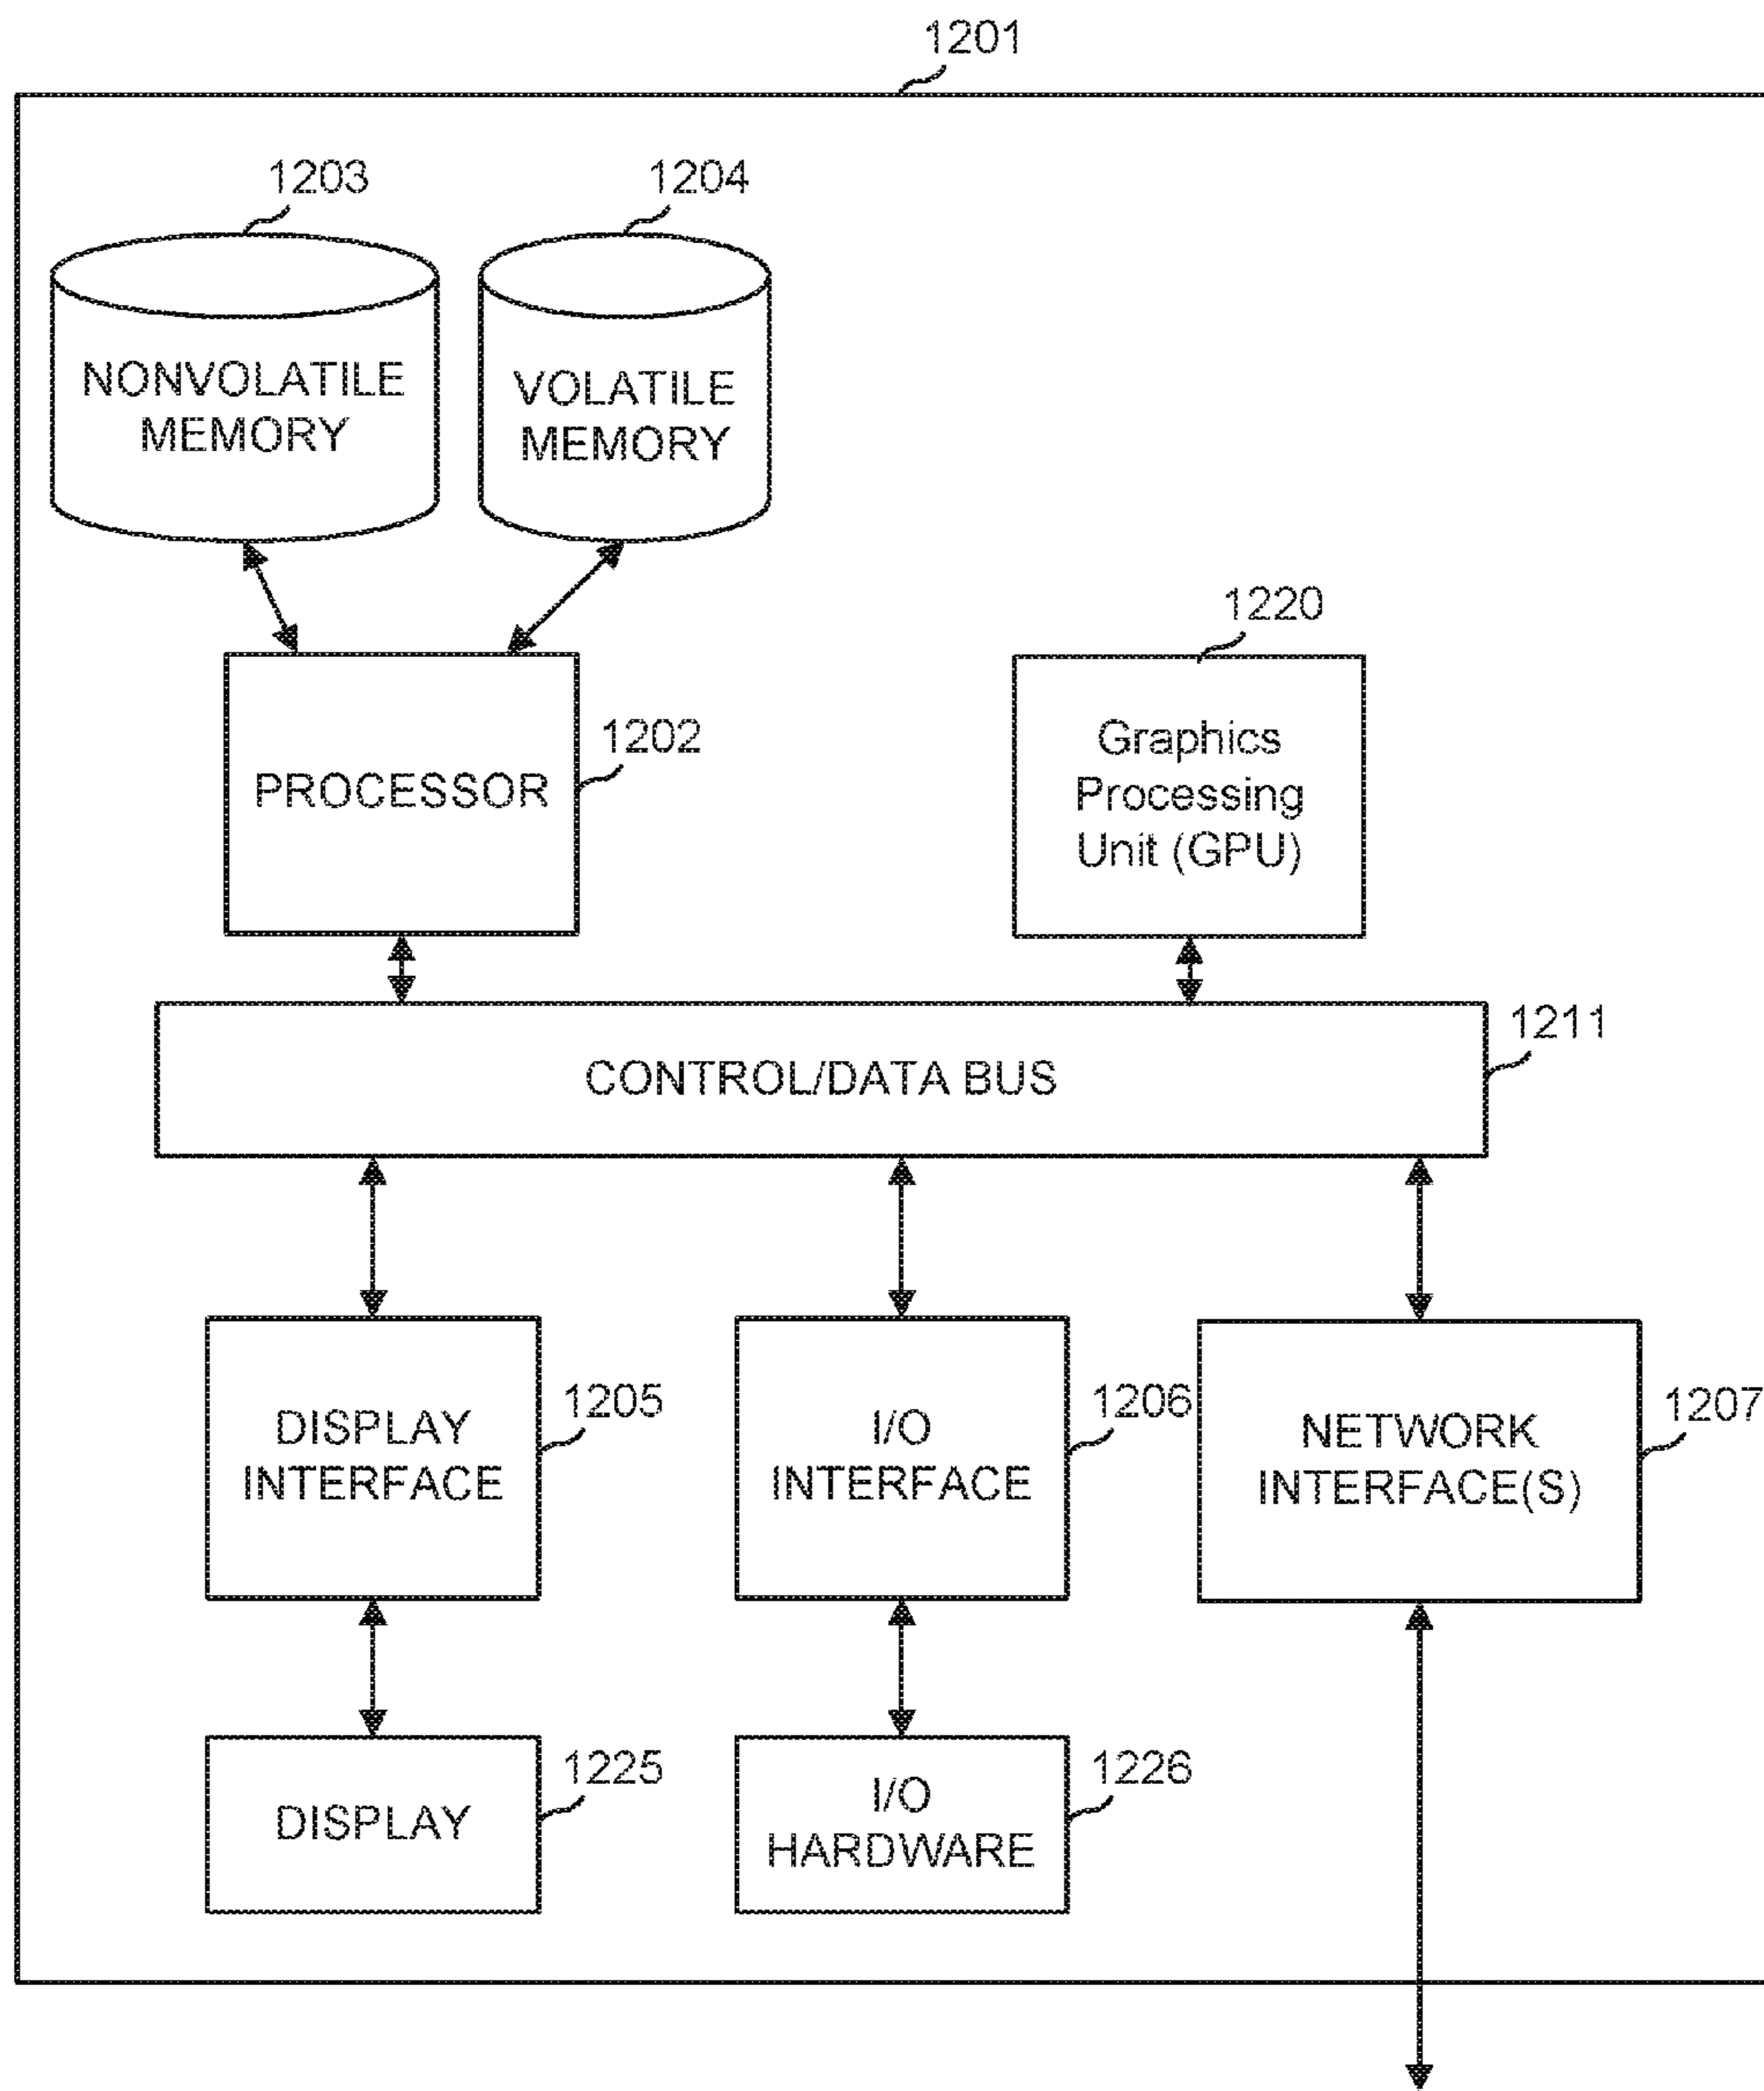 1201
1203
1204
NONVOLATILE
MEMORY
VOLATILE
MEMORY
1220
1202
PROCESSOR
Graphics
Processing
Unit (GPU)
1211
CONTROL/DATA BUS
1205
DISPLAY
INTERFACE
1206
I/O
INTERFACE
1207
NETWORK
INTERFACE(S)
1225
DISPLAY
1226
I/O
HARDWARE